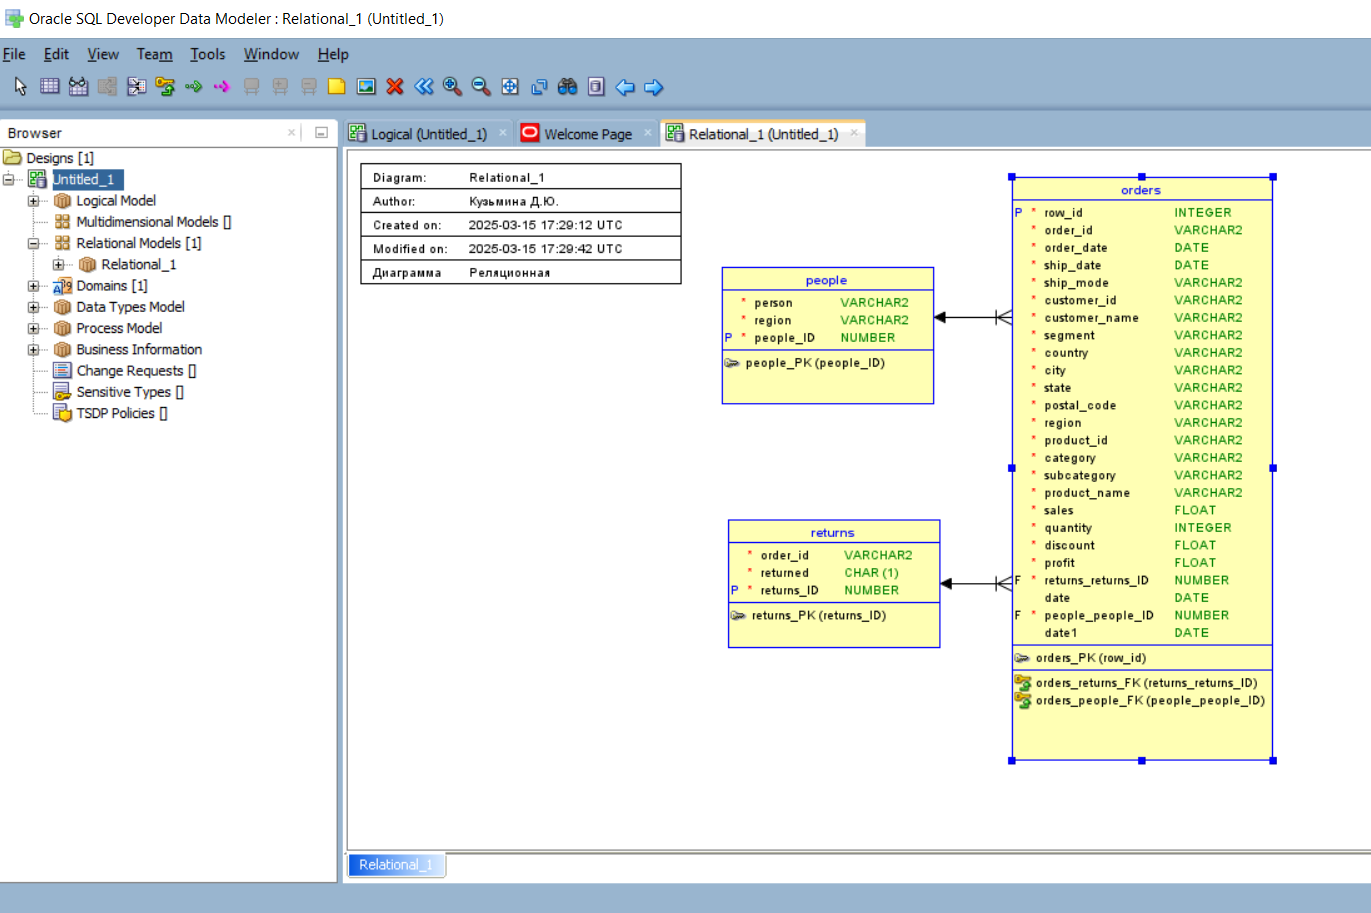 Oracle SQL Developer Data Modeler : Relational_1 (Untitled_1)
File Edit View Team Tools Window Help
Browser
Designs [1]
Untitled_1
Logical Model
Multidimensional Models []
Relational Models [1]
Relational_1
Domains [1]
Data Types Model
Process Model
Business Information
Change Requests []
Sensitive Types []
TSDP Policies []
Logical (Untitled_1) Welcome Page Relational_1 (Untitled_1)
Diagram: Relational_1
Author: Кузьмина Д.Ю.
Created on: 2025-03-15 17:29:12 UTC
Modified on: 2025-03-15 17:29:42 UTC
Диаграмма Реляционная
people
* person VARCHAR2
* region VARCHAR2
P * people_ID NUMBER
people_PK (people_ID)
returns
* order_id VARCHAR2
* returned CHAR (1)
P * returns_ID NUMBER
returns_PK (returns_ID)
orders
P * row_id INTEGER
* order_id VARCHAR2
* order_date DATE
* ship_date DATE
* ship_mode VARCHAR2
* customer_id VARCHAR2
* customer_name VARCHAR2
* segment VARCHAR2
* country VARCHAR2
* city VARCHAR2
* state VARCHAR2
* postal_code VARCHAR2
* region VARCHAR2
* product_id VARCHAR2
* category VARCHAR2
* subcategory VARCHAR2
* product_name VARCHAR2
* sales FLOAT
* quantity INTEGER
* discount FLOAT
* profit FLOAT
F * returns_returns_ID NUMBER
date DATE
F * people_people_ID NUMBER
date1 DATE
orders_PK (row_id)
orders_returns_FK (returns_returns_ID)
orders_people_FK (people_people_ID)
Relational_1